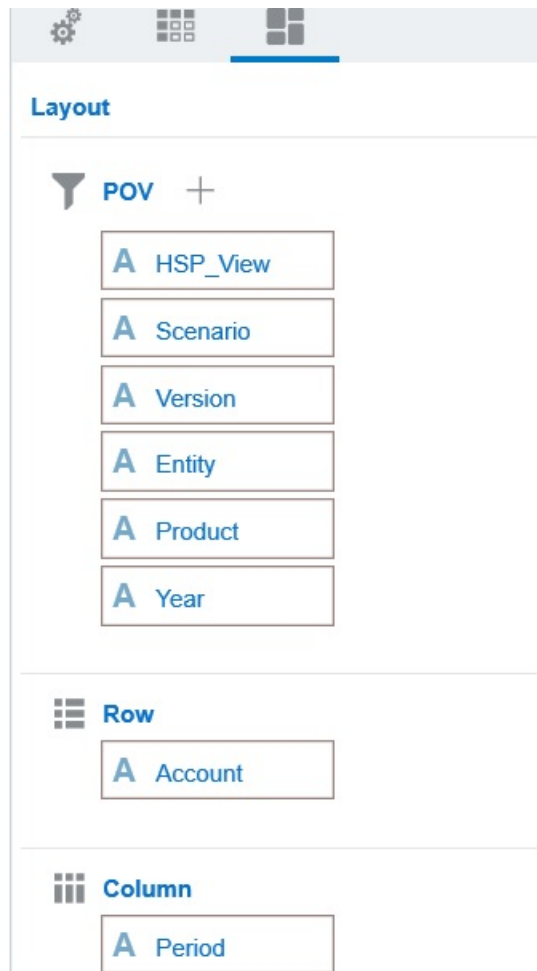 Layout
POV
A HSP_View
A Scenario
A Version
A Entity
A Product
A Year
Row
A Account
Column
A Period